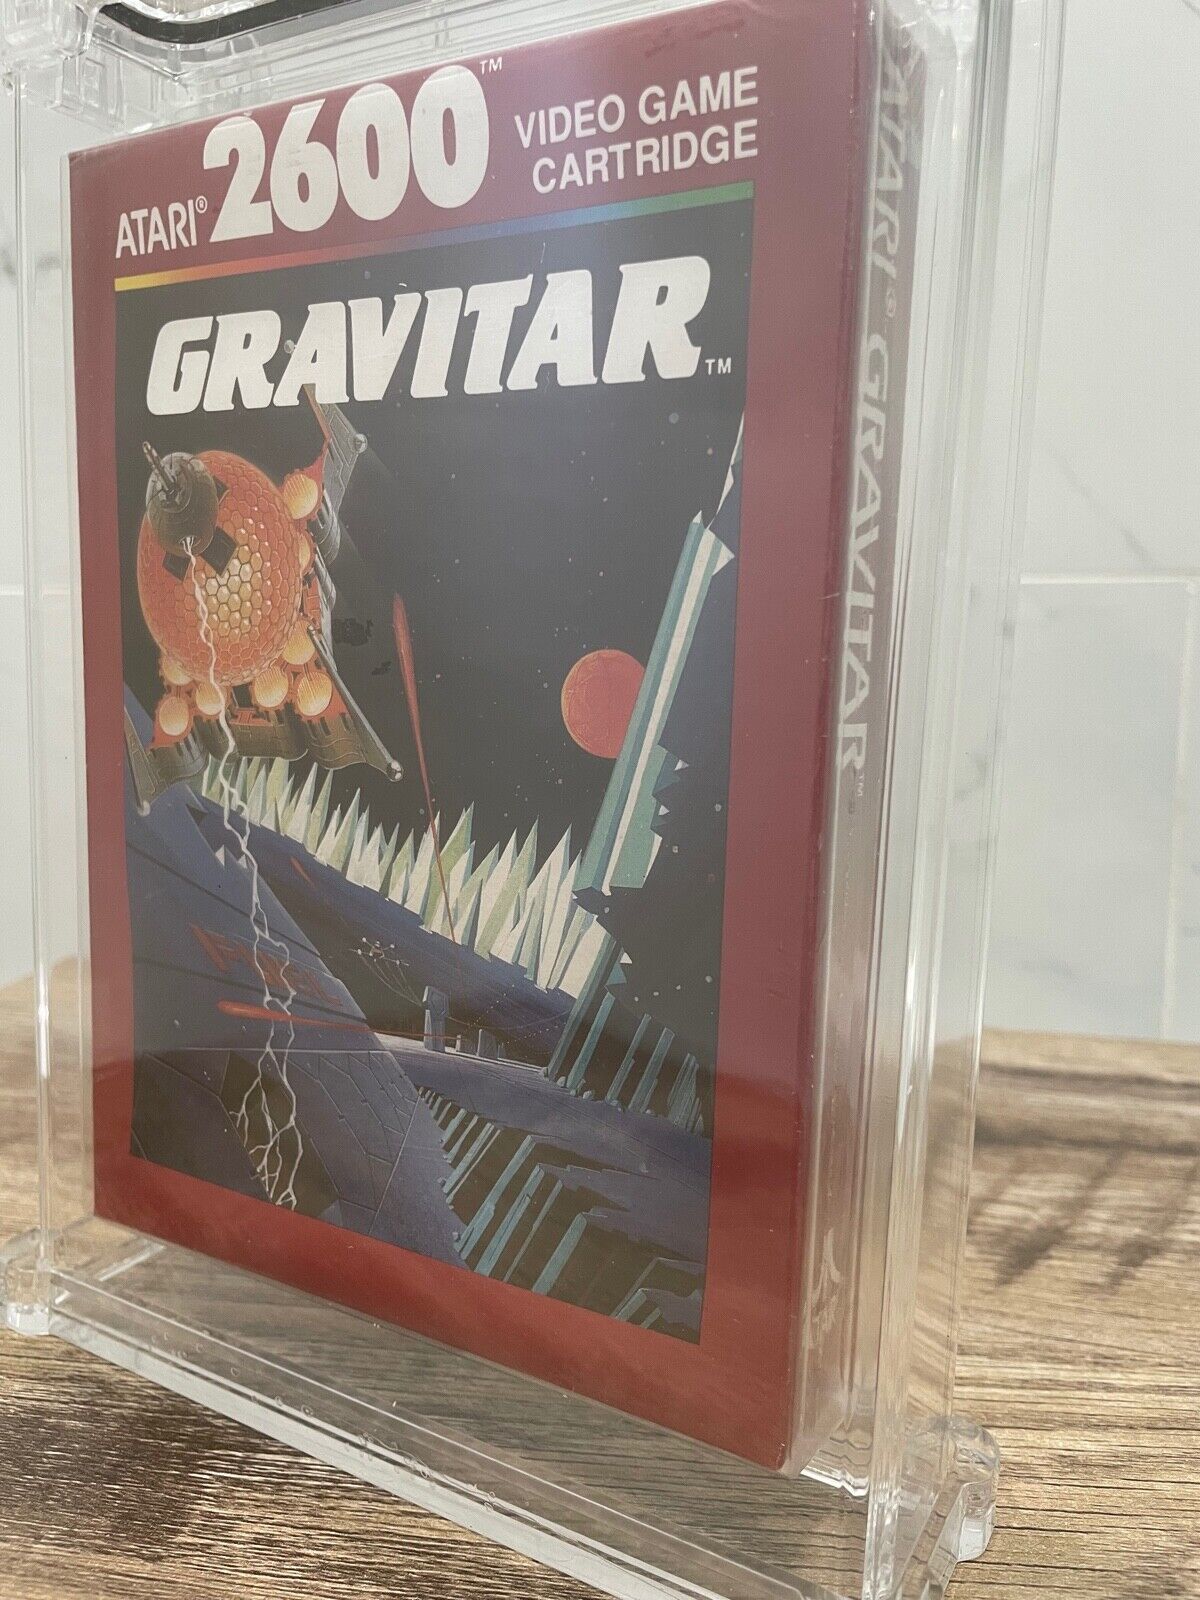 ATARI® 2600™
VIDEO GAME
CARTRIDGE
GRAVITAR™
ATARI® GRAVITAR™